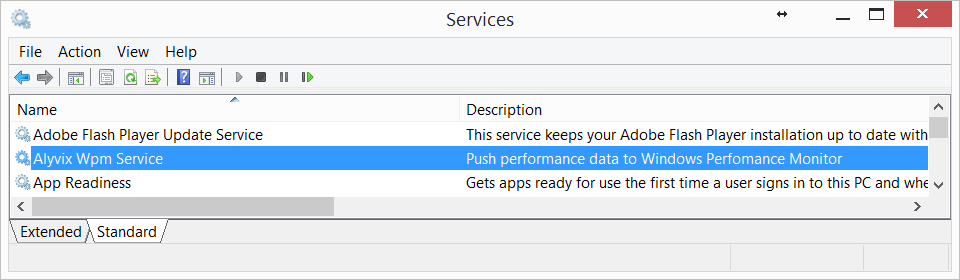 Services
File Action View Help
Name Description
Adobe Flash Player Update Service This service keeps your Adobe Flash Player installation up to date with
Alyvix Wpm Service Push performance data to Windows Perfomance Monitor
App Readiness Gets apps ready for use the first time a user signs in to this PC and whe
Extended Standard